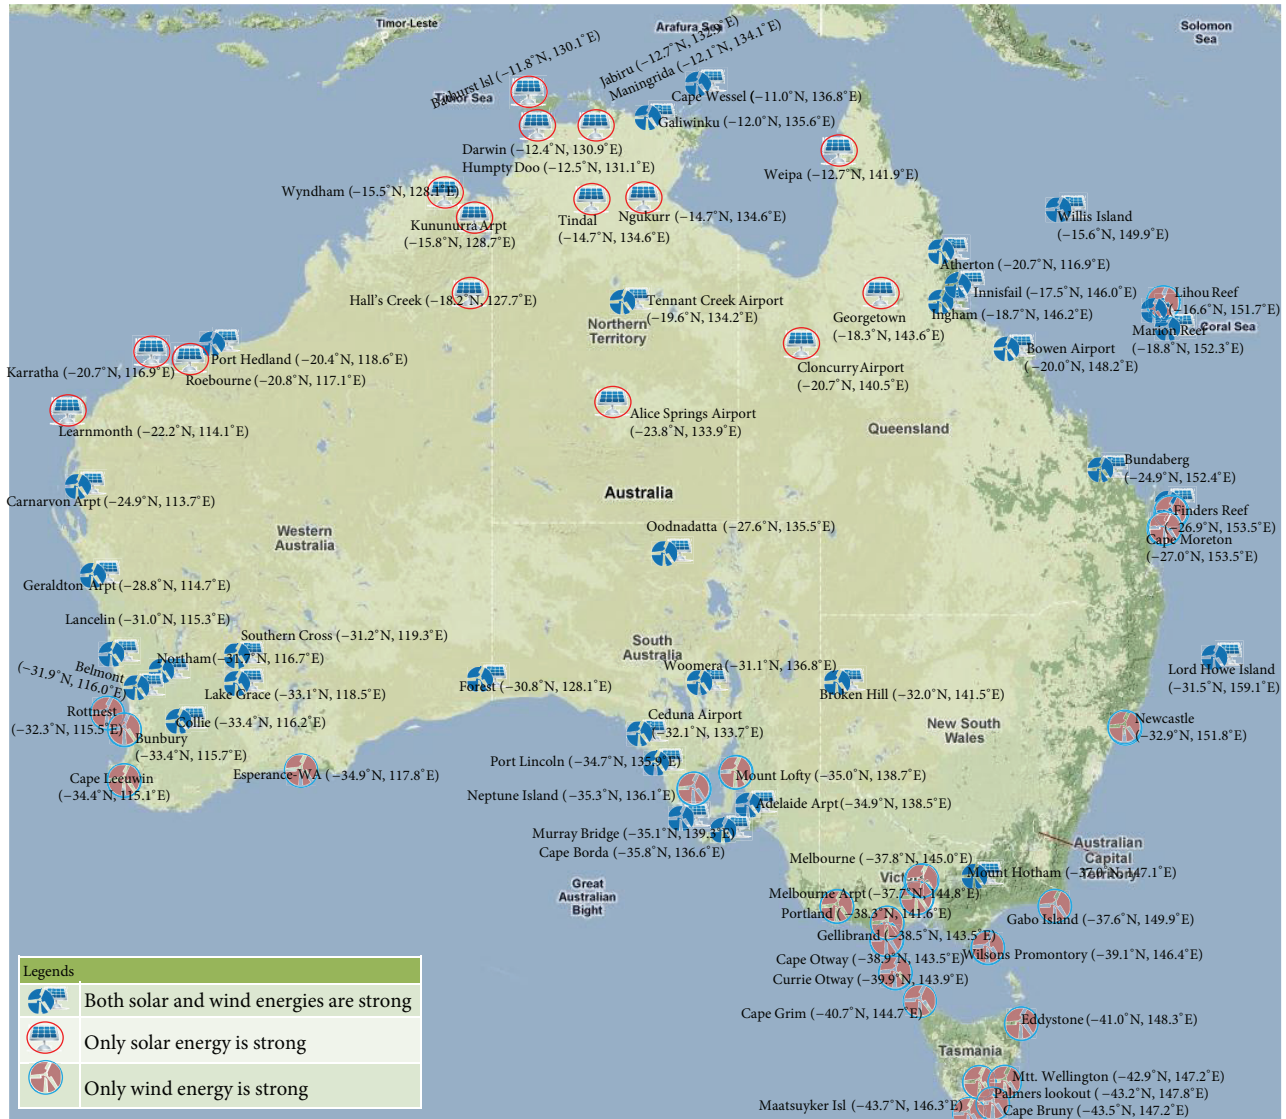 Timor-Leste
Arafura Sea
Solomon
Sea
Timor Sea
Bathurst Isl (−11.8˚N, 130.1˚E)
Jabiru (−12.7˚N, 132.9˚E)
Maningrida (−12.1˚N, 134.1˚E)
Cape Wessel (−11.0˚N, 136.8˚E)
Galiwinku (−12.0˚N, 135.6˚E)
Darwin (−12.4˚N, 130.9˚E)
Humpty Doo (−12.5˚N, 131.1˚E)
Weipa (−12.7˚N, 141.9˚E)
Wyndham (−15.5˚N, 128.1˚E)
Kununurra Arpt
(−15.8˚N, 128.7˚E)
Tindal
(−14.7˚N, 134.6˚E)
Ngukurr (−14.7˚N, 134.6˚E)
Willis Island
(−15.6˚N, 149.9˚E)
Atherton (−20.7˚N, 116.9˚E)
Innisfail (−17.5˚N, 146.0˚E)
Ingham (−18.7˚N, 146.2˚E)
Lihou Reef
(−16.6˚N, 151.7˚E)
Coral Sea
Marion Reef
(−18.8˚N, 152.3˚E)
Hall's Creek (−18.2˚N, 127.7˚E)
Tennant Creek Airport
(−19.6˚N, 134.2˚E)
Northern
Territory
Georgetown
(−18.3˚N, 143.6˚E)
Bowen Airport
(−20.0˚N, 148.2˚E)
Cloncurry Airport
(−20.7˚N, 140.5˚E)
Port Hedland (−20.4˚N, 118.6˚E)
Karratha (−20.7˚N, 116.9˚E)
Roebourne (−20.8˚N, 117.1˚E)
Learnmonth (−22.2˚N, 114.1˚E)
Alice Springs Airport
(−23.8˚N, 133.9˚E)
Queensland
Bundaberg
(−24.9˚N, 152.4˚E)
Carnarvon Arpt (−24.9˚N, 113.7˚E)
Australia
Finders Reef
(−26.9˚N, 153.5˚E)
Cape Moreton
(−27.0˚N, 153.5˚E)
Western
Australia
Oodnadatta (−27.6˚N, 135.5˚E)
Geraldton Arpt (−28.8˚N, 114.7˚E)
Lancelin (−31.0˚N, 115.3˚E)
Southern Cross (−31.2˚N, 119.3˚E)
Northam(−31.7˚N, 116.7˚E)
Belmont
(−31.9˚N, 116.0˚E)
Lake Grace (−33.1˚N, 118.5˚E)
South
Australia
Woomera (−31.1˚N, 136.8˚E)
Forest (−30.8˚N, 128.1˚E)
Broken Hill (−32.0˚N, 141.5˚E)
Lord Howe Island
(−31.5˚N, 159.1˚E)
Rottnest
(−32.3˚N, 115.5˚E)
Collie (−33.4˚N, 116.2˚E)
Bunbury
(−33.4˚N, 115.7˚E)
Ceduna Airport
(−32.1˚N, 133.7˚E)
New South
Wales
Newcastle
(−32.9˚N, 151.8˚E)
Cape Leeuwin
(−34.4˚N, 115.1˚E)
Esperance-WA (−34.9˚N, 117.8˚E)
Port Lincoln (−34.7˚N, 135.9˚E)
Mount Lofty (−35.0˚N, 138.7˚E)
Neptune Island (−35.3˚N, 136.1˚E)
Adelaide Arpt (−34.9˚N, 138.5˚E)
Murray Bridge (−35.1˚N, 139.3˚E)
Cape Borda (−35.8˚N, 136.6˚E)
Australian
Capital
Territory
Melbourne (−37.8˚N, 145.0˚E)
Mount Hotham (−37.0˚N, 147.1˚E)
Great
Australian
Bight
Melbourne Arpt (−37.7˚N, 144.8˚E)
Portland (−38.3˚N, 141.6˚E)
Gabo Island (−37.6˚N, 149.9˚E)
Gellibrand (−38.5˚N, 143.5˚E)
Cape Otway (−38.9˚N, 143.5˚E)
Wilsons Promontory (−39.1˚N, 146.4˚E)
Currie Otway (−39.9˚N, 143.9˚E)
Cape Grim (−40.7˚N, 144.7˚E)
Eddystone (−41.0˚N, 148.3˚E)
Tasmania
Mtt. Wellington (−42.9˚N, 147.2˚E)
Palmers lookout (−43.2˚N, 147.8˚E)
Maatsuyker Isl (−43.7˚N, 146.3˚E)
Cape Bruny (−43.5˚N, 147.2˚E)
Legends
Both solar and wind energies are strong
Only solar energy is strong
Only wind energy is strong